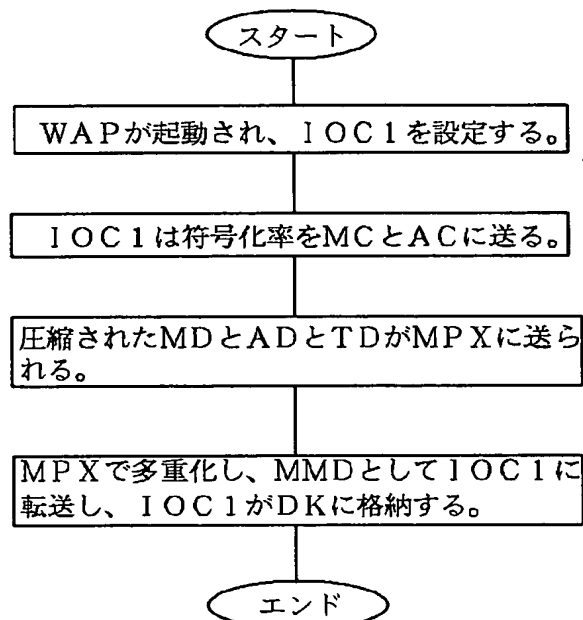 スタート
WAPが起動され、IOC1を設定する。
IOC1は符号化率をMCとACに送る。
圧縮されたMDとADとTDがMPXに送ら
れる。
MPXで多重化し、MMDとしてIOC1に
転送し、IOC1がDKに格納する。
エンド